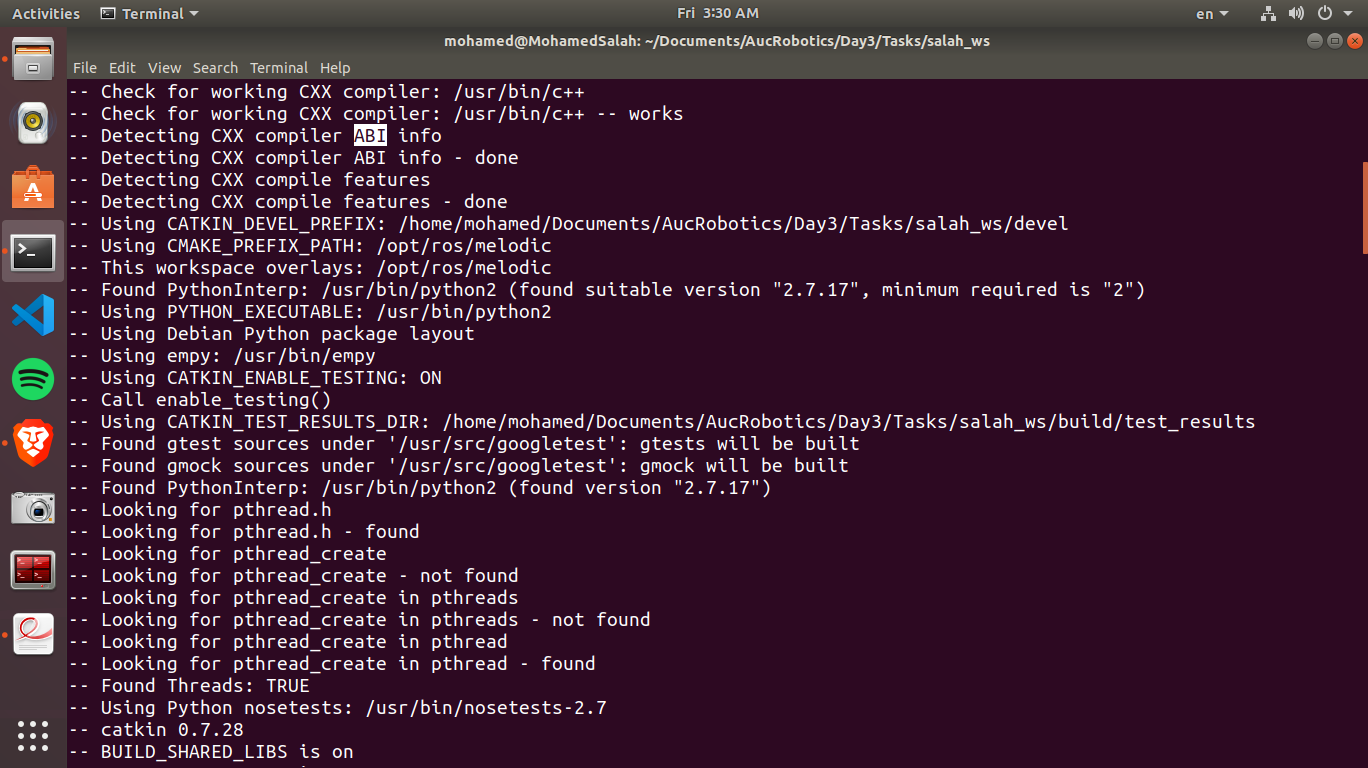 Activities Terminal Fri 3:30 AM en
mohamed@MohamedSalah: ~/Documents/AucRobotics/Day3/Tasks/salah_ws
File Edit View Search Terminal Help
-- Check for working CXX compiler: /usr/bin/c++
-- Check for working CXX compiler: /usr/bin/c++ -- works
-- Detecting CXX compiler ABI info
-- Detecting CXX compiler ABI info - done
-- Detecting CXX compile features
-- Detecting CXX compile features - done
-- Using CATKIN_DEVEL_PREFIX: /home/mohamed/Documents/AucRobotics/Day3/Tasks/salah_ws/devel
-- Using CMAKE_PREFIX_PATH: /opt/ros/melodic
-- This workspace overlays: /opt/ros/melodic
-- Found PythonInterp: /usr/bin/python2 (found suitable version "2.7.17", minimum required is "2")
-- Using PYTHON_EXECUTABLE: /usr/bin/python2
-- Using Debian Python package layout
-- Using empy: /usr/bin/empy
-- Using CATKIN_ENABLE_TESTING: ON
-- Call enable_testing()
-- Using CATKIN_TEST_RESULTS_DIR: /home/mohamed/Documents/AucRobotics/Day3/Tasks/salah_ws/build/test_results
-- Found gtest sources under '/usr/src/googletest': gtests will be built
-- Found gmock sources under '/usr/src/googletest': gmock will be built
-- Found PythonInterp: /usr/bin/python2 (found version "2.7.17")
-- Looking for pthread.h
-- Looking for pthread.h - found
-- Looking for pthread_create
-- Looking for pthread_create - not found
-- Looking for pthread_create in pthreads
-- Looking for pthread_create in pthreads - not found
-- Looking for pthread_create in pthread
-- Looking for pthread_create in pthread - found
-- Found Threads: TRUE
-- Using Python nosetests: /usr/bin/nosetests-2.7
-- catkin 0.7.28
-- BUILD_SHARED_LIBS is on